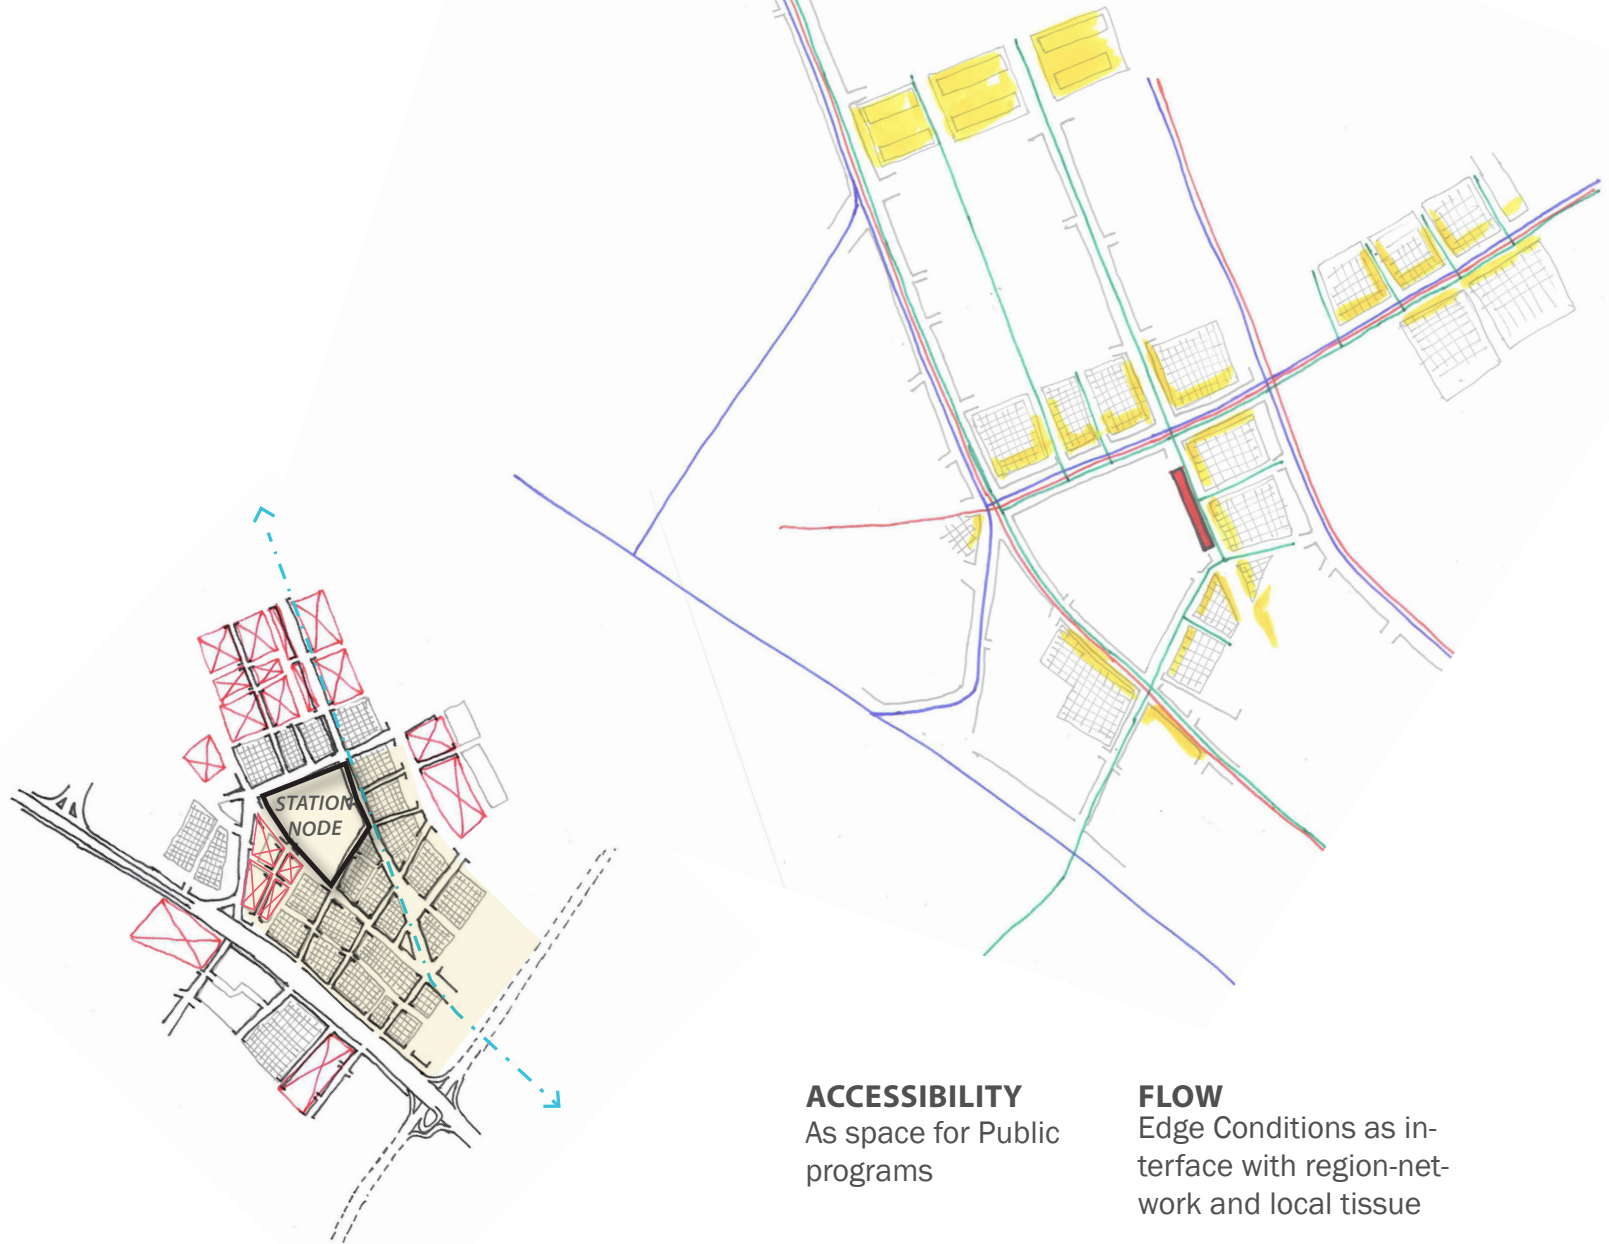 STATION
NODE
ACCESSIBILITY
As space for Public
programs
FLOW
Edge Conditions as in-
terface with region-net-
work and local tissue